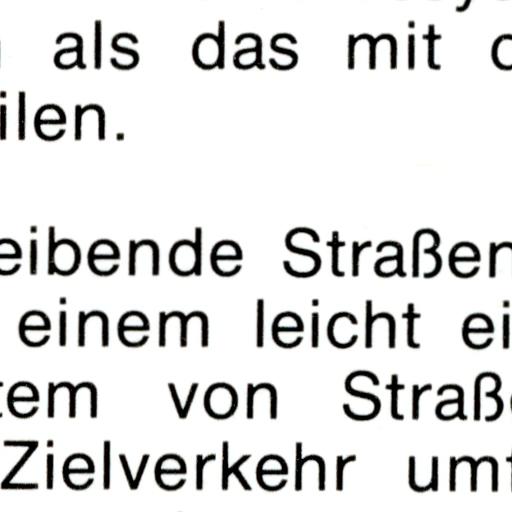 als das mit
ilen.
eibende Straßen
einem leicht ei
tem von Straß
Zielverkehr um